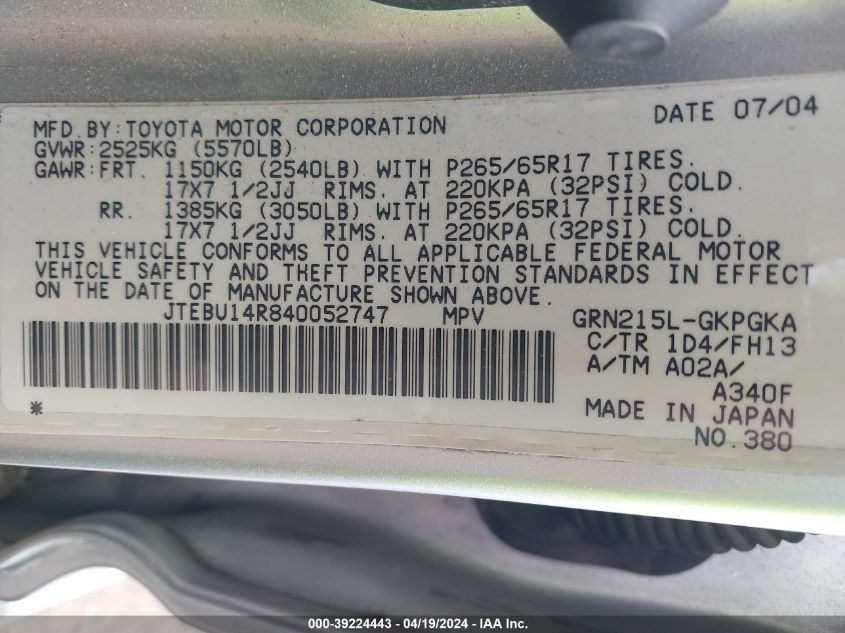 DATE 07/04
MFD.BY:TOYOTA MOTOR CORPORATION
GVWR:2525KG (5570LB)
GAWR:FRT. 1150KG (2540LB) WITH P265/65R17 TIRES.
17X7 1/2JJ RIMS. AT 220KPA (32PSI) COLD.
RR. 1385KG (3050LB) WITH P265/65R17 TIRES.
17X7 1/2JJ RIMS. AT 220KPA (32PSI) COLD.
THIS VEHICLE CONFORMS TO ALL APPLICABLE FEDERAL MOTOR
VEHICLE SAFETY AND THEFT PREVENTION STANDARDS IN EFFECT
ON THE DATE OF MANUFACTURE SHOWN ABOVE.
JTEBU14R840052747 MPV GRN215L-GKPGKA
C/TR 1D4/FH13
A/TM A02A/
A340F
* MADE IN JAPAN
NO.380
000-39224443 - 04/19/2024 - IAA Inc.